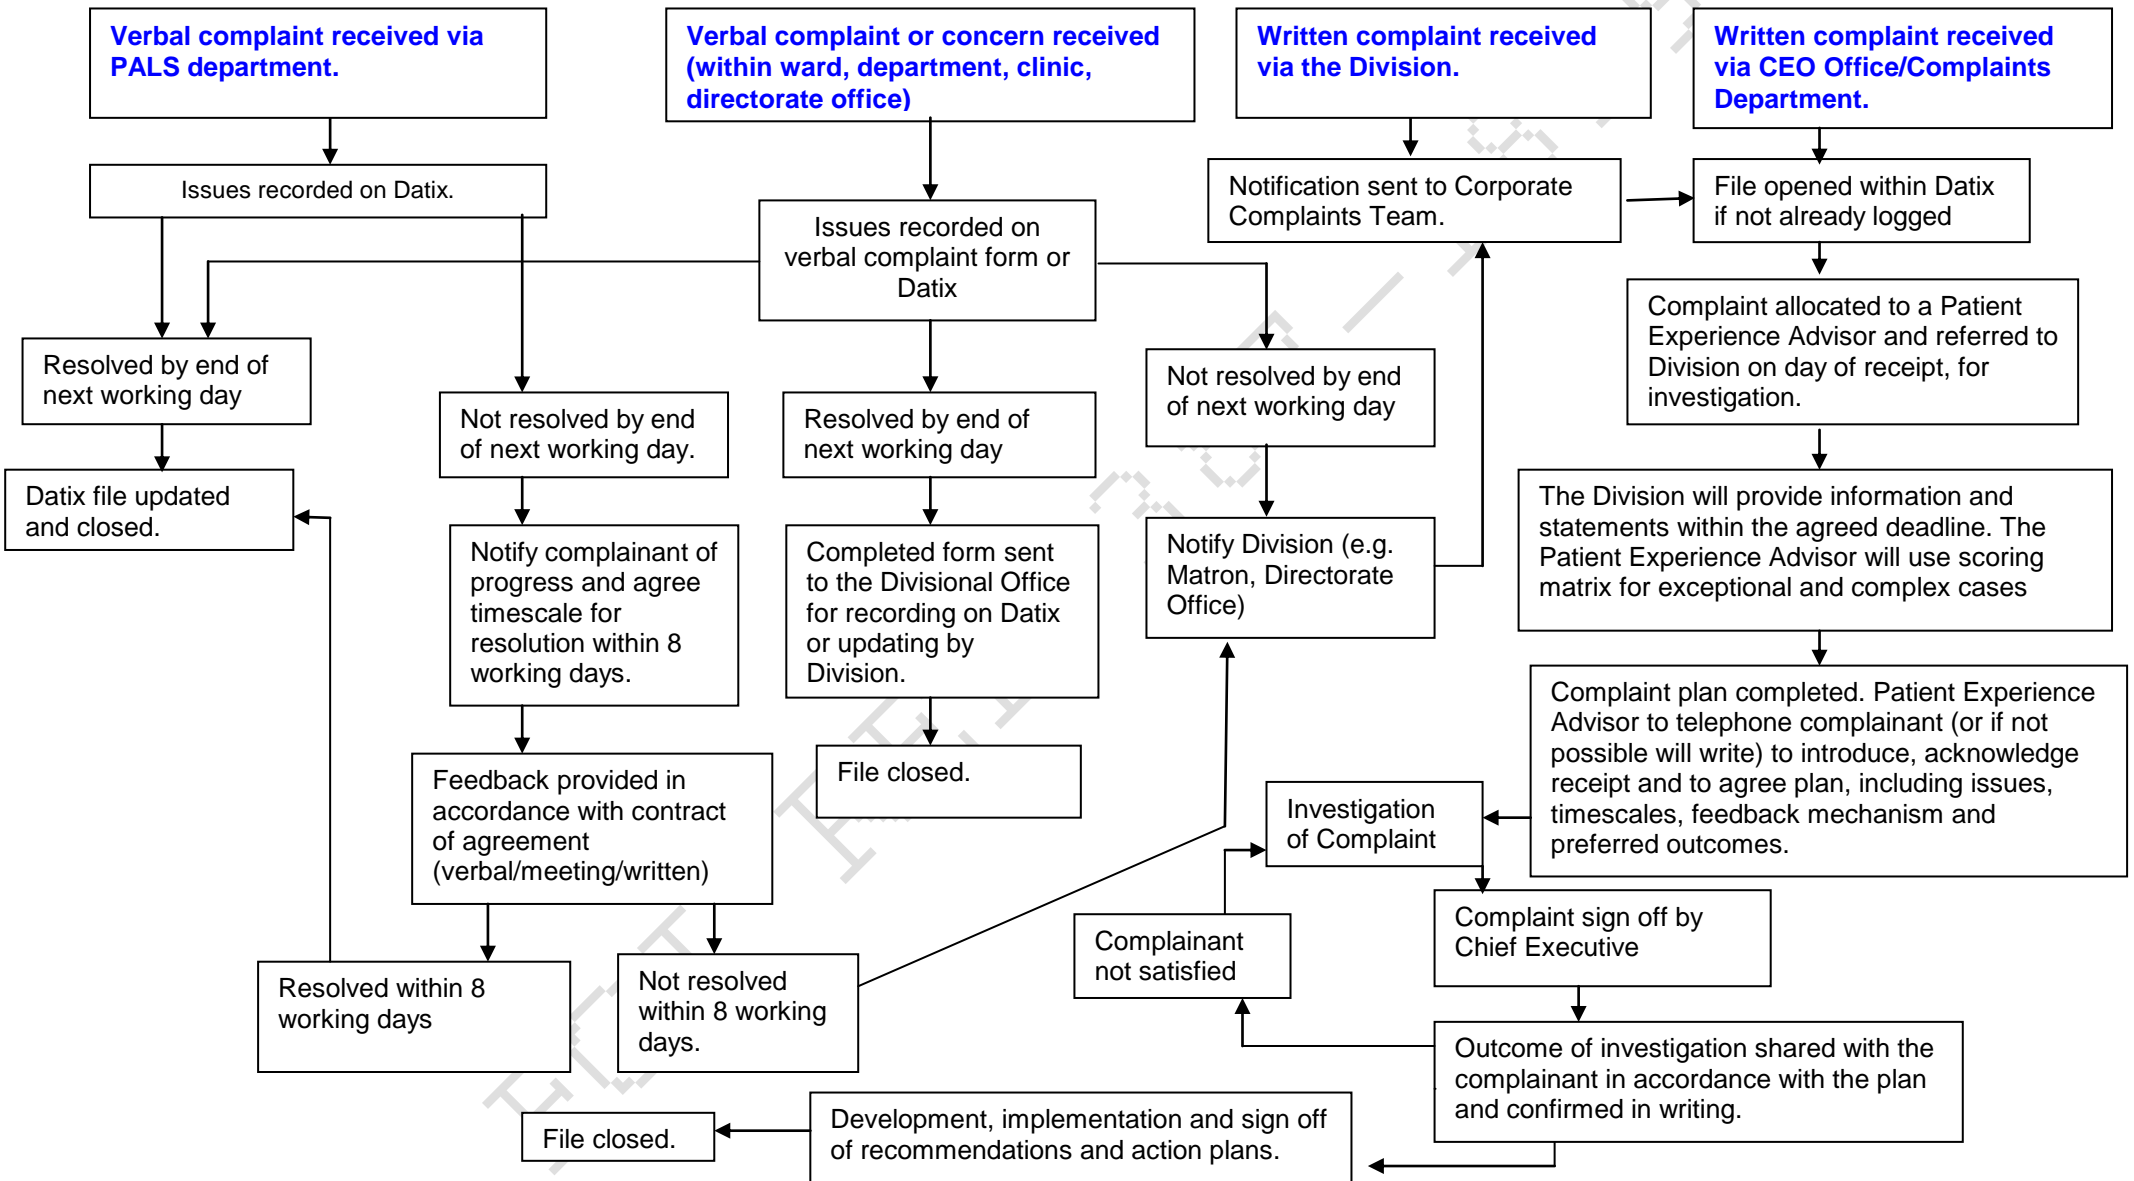 Verbal complaint received via
PALS department.
Verbal complaint or concern received
(within ward, department, clinic,
directorate office)
Written complaint received
via the Division.
Written complaint received
via CEO Office/Complaints
Department.
Issues recorded on Datix.
Issues recorded on
verbal complaint form or
Datix
Notification sent to Corporate
Complaints Team.
File opened within Datix
if not already logged
Resolved by end of
next working day
Not resolved by end
of next working day.
Resolved by end of
next working day
Not resolved by end
of next working day
Complaint allocated to a Patient
Experience Advisor and referred to
Division on day of receipt, for
investigation.
Datix file updated
and closed.
Notify complainant of
progress and agree
timescale for
resolution within 8
working days.
Completed form sent
to the Divisional Office
for recording on Datix
or updating by
Division.
Notify Division (e.g.
Matron, Directorate
Office)
The Division will provide information and
statements within the agreed deadline. The
Patient Experience Advisor will use scoring
matrix for exceptional and complex cases
Feedback provided in
accordance with contract
of agreement
(verbal/meeting/written)
File closed.
Complaint plan completed. Patient Experience
Advisor to telephone complainant (or if not
possible will write) to introduce, acknowledge
receipt and to agree plan, including issues,
timescales, feedback mechanism and
preferred outcomes.
Investigation
of Complaint
Resolved within 8
working days
Not resolved
within 8 working
days.
Complainant
not satisfied
Complaint sign off by
Chief Executive
Outcome of investigation shared with the
complainant in accordance with the plan
and confirmed in writing.
Development, implementation and sign off
of recommendations and action plans.
File closed.